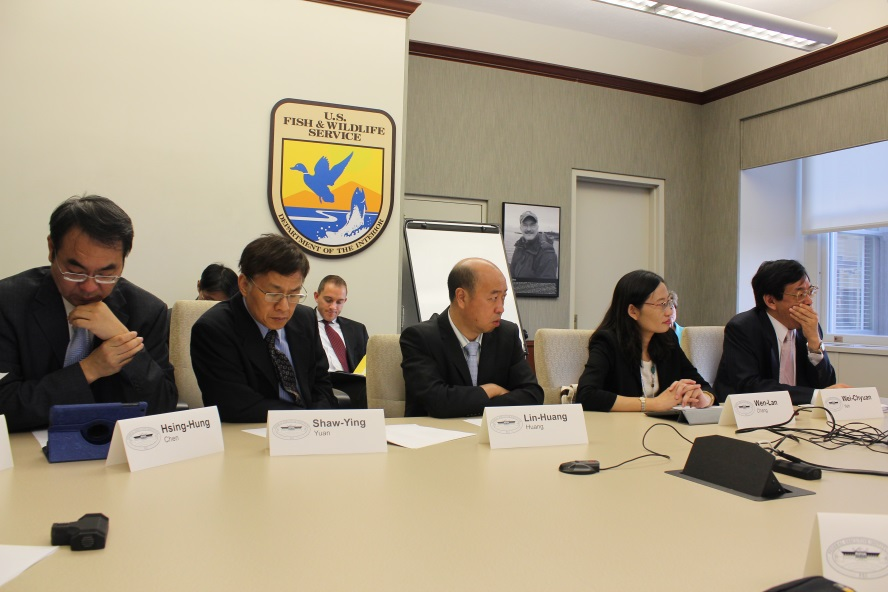 U.S.
FISH & WILDLIFE
SERVICE
DEPARTMENT OF THE INTERIOR
Hsing-Hung
Chen
Shaw-Ying
Yuan
Lin-Huang
Huang
Wen-Lan
Wei-Chyuan